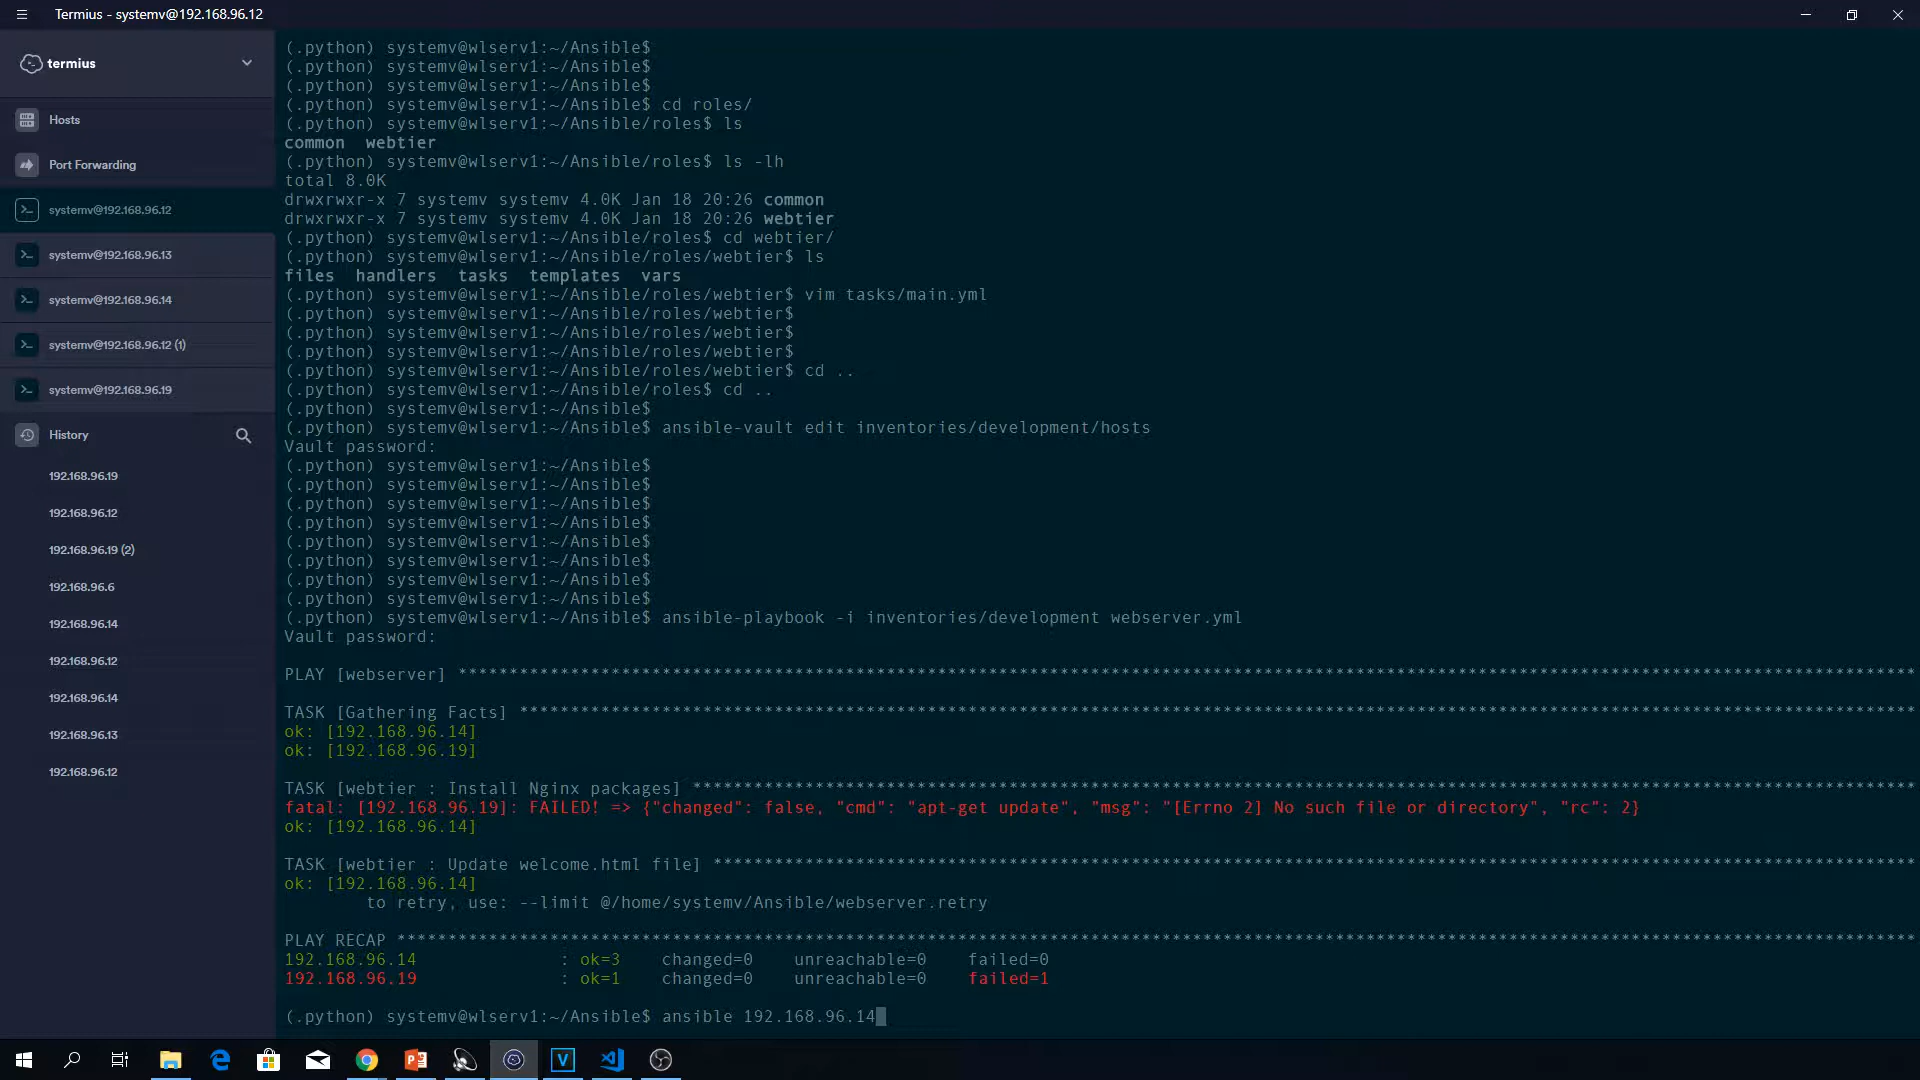 Termius - systemv@192.168.96.12
termius
Hosts
Port Forwarding
systemv@192.168.96.12
systemv@192.168.96.13
systemv@192.168.96.14
systemv@192.168.96.12 (1)
systemv@192.168.96.19
History
192.168.96.19
192.168.96.12
192.168.96.19 (2)
192.168.96.6
192.168.96.14
192.168.96.12
192.168.96.14
192.168.96.13
192.168.96.12
(.python) systemv@wlserv1:~/Ansible$
(.python) systemv@wlserv1:~/Ansible$
(.python) systemv@wlserv1:~/Ansible$
(.python) systemv@wlserv1:~/Ansible$ cd roles/
(.python) systemv@wlserv1:~/Ansible/roles$ ls
common  webtier
(.python) systemv@wlserv1:~/Ansible/roles$ ls -lh
total 8.0K
drwxrwxr-x 7 systemv systemv 4.0K Jan 18 20:26 common
drwxrwxr-x 7 systemv systemv 4.0K Jan 18 20:26 webtier
(.python) systemv@wlserv1:~/Ansible/roles$ cd webtier/
(.python) systemv@wlserv1:~/Ansible/roles/webtier$ ls
files  handlers  tasks  templates  vars
(.python) systemv@wlserv1:~/Ansible/roles/webtier$ vim tasks/main.yml
(.python) systemv@wlserv1:~/Ansible/roles/webtier$
(.python) systemv@wlserv1:~/Ansible/roles/webtier$
(.python) systemv@wlserv1:~/Ansible/roles/webtier$
(.python) systemv@wlserv1:~/Ansible/roles/webtier$ cd ..
(.python) systemv@wlserv1:~/Ansible/roles$ cd ..
(.python) systemv@wlserv1:~/Ansible$
(.python) systemv@wlserv1:~/Ansible$ ansible-vault edit inventories/development/hosts
Vault password:
(.python) systemv@wlserv1:~/Ansible$
(.python) systemv@wlserv1:~/Ansible$
(.python) systemv@wlserv1:~/Ansible$
(.python) systemv@wlserv1:~/Ansible$
(.python) systemv@wlserv1:~/Ansible$
(.python) systemv@wlserv1:~/Ansible$
(.python) systemv@wlserv1:~/Ansible$
(.python) systemv@wlserv1:~/Ansible$
(.python) systemv@wlserv1:~/Ansible$ ansible-playbook -i inventories/development webserver.yml
Vault password:
PLAY [webserver] ***********************************************************************************************************************************************
TASK [Gathering Facts] *****************************************************************************************************************************************
ok: [192.168.96.14]
ok: [192.168.96.19]
TASK [webtier : Install Nginx packages] ************************************************************************************************************************
fatal: [192.168.96.19]: FAILED! => {"changed": false, "cmd": "apt-get update", "msg": "[Errno 2] No such file or directory", "rc": 2}
ok: [192.168.96.14]
TASK [webtier : Update welcome.html file] **********************************************************************************************************************
ok: [192.168.96.14]
        to retry, use: --limit @/home/systemv/Ansible/webserver.retry
PLAY RECAP *****************************************************************************************************************************************************
192.168.96.14              : ok=3    changed=0    unreachable=0    failed=0
192.168.96.19              : ok=1    changed=0    unreachable=0    failed=1
(.python) systemv@wlserv1:~/Ansible$ ansible 192.168.96.14